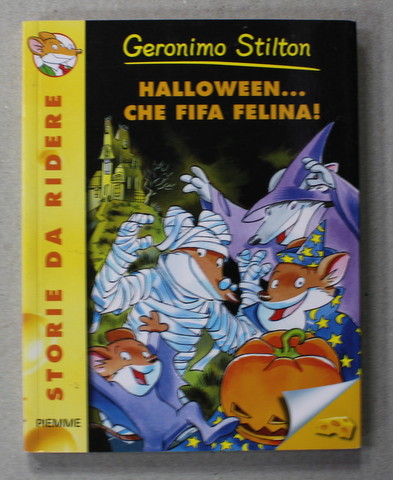 Geronimo Stilton
HALLOWEEN...
CHE FIFA FELINA!
STORIE DA RIDERE
PIEMME